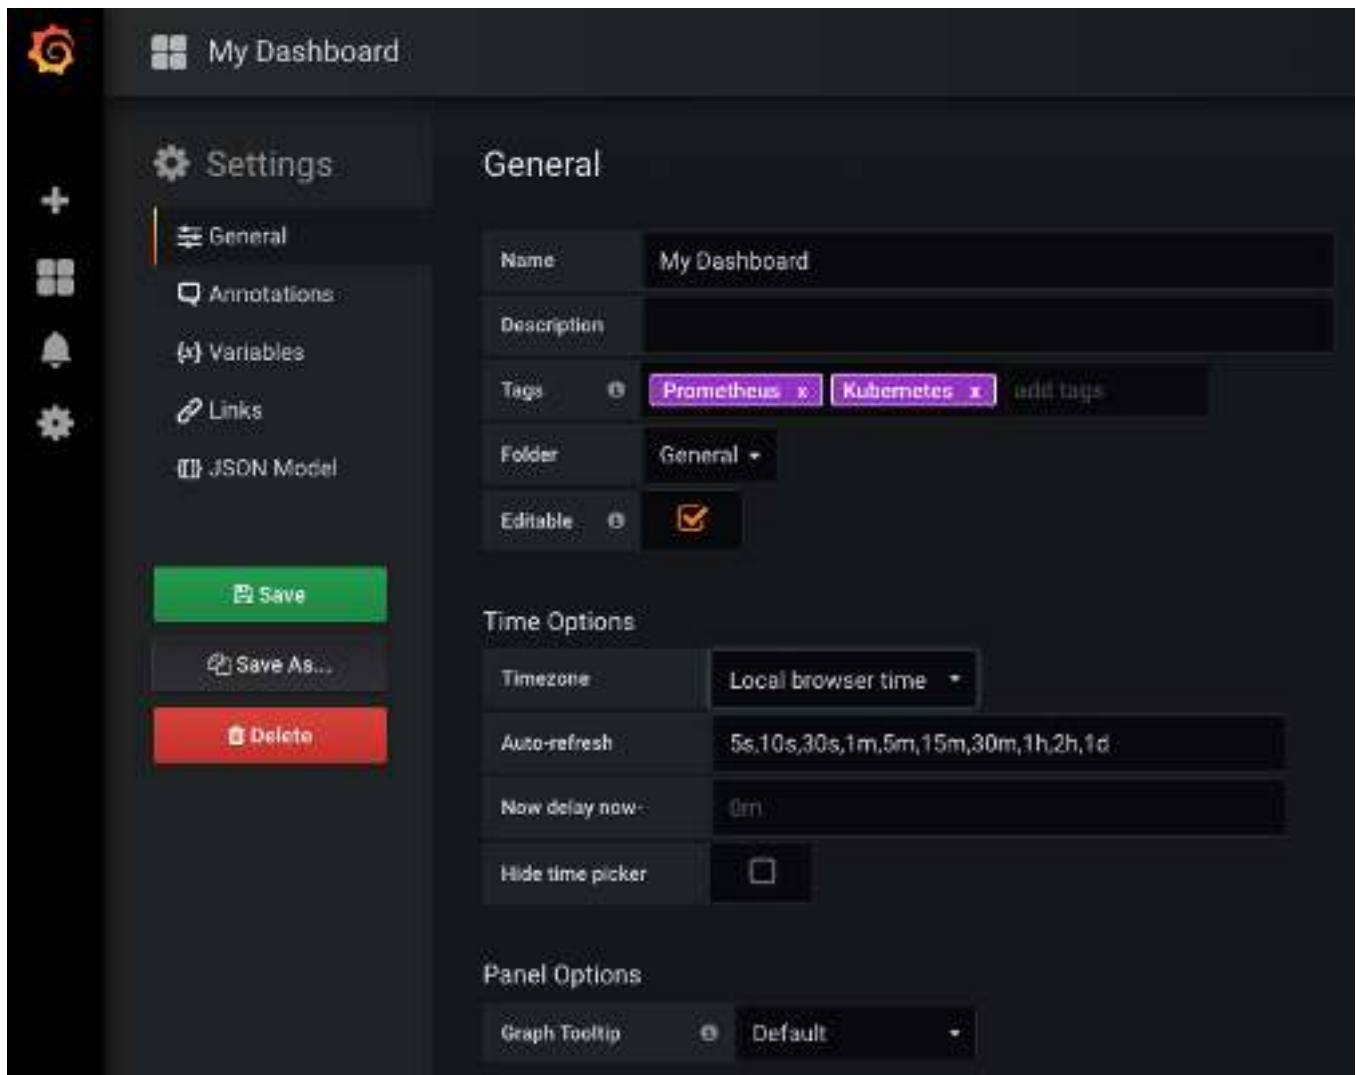 My Dashboard
Settings
General
Annotations
{x} Variables
Links
JSON Model
Save
Save As...
Delete
General
Name My Dashboard
Description
Tags Prometheus x Kubernetes x add tags
Folder General
Editable
Time Options
Timezone Local browser time
Auto-refresh 5s,10s,30s,1m,5m,15m,30m,1h,2h,1d
Now delay now- 0m
Hide time picker
Panel Options
Graph Tooltip Default